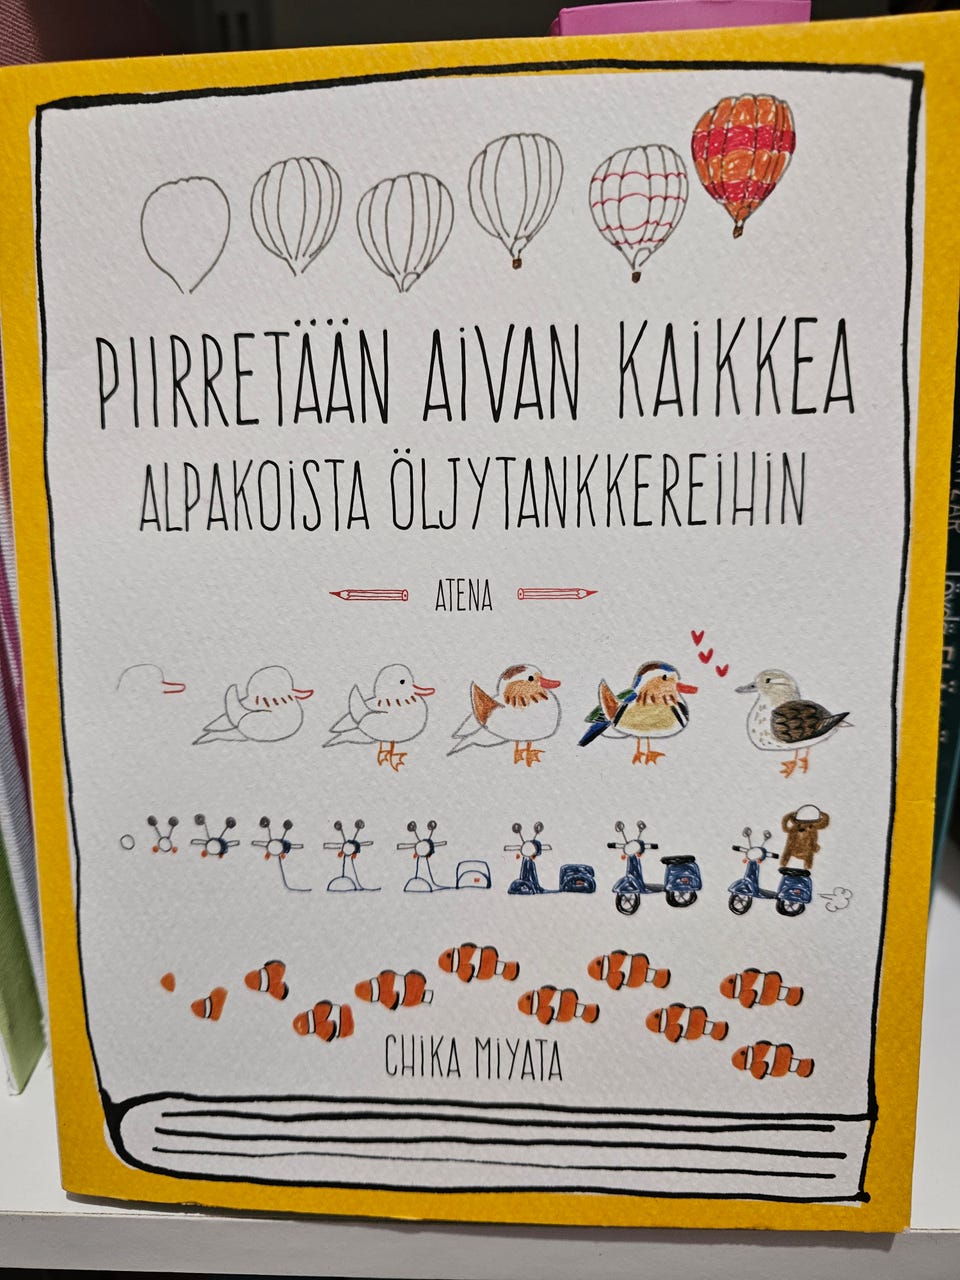 PIIRRETÄÄN AiVAN KAiKKEA
ALPAKOiSTA ÖLJYTANKKEREiHiN
ATENA
CHiKA MiYATA